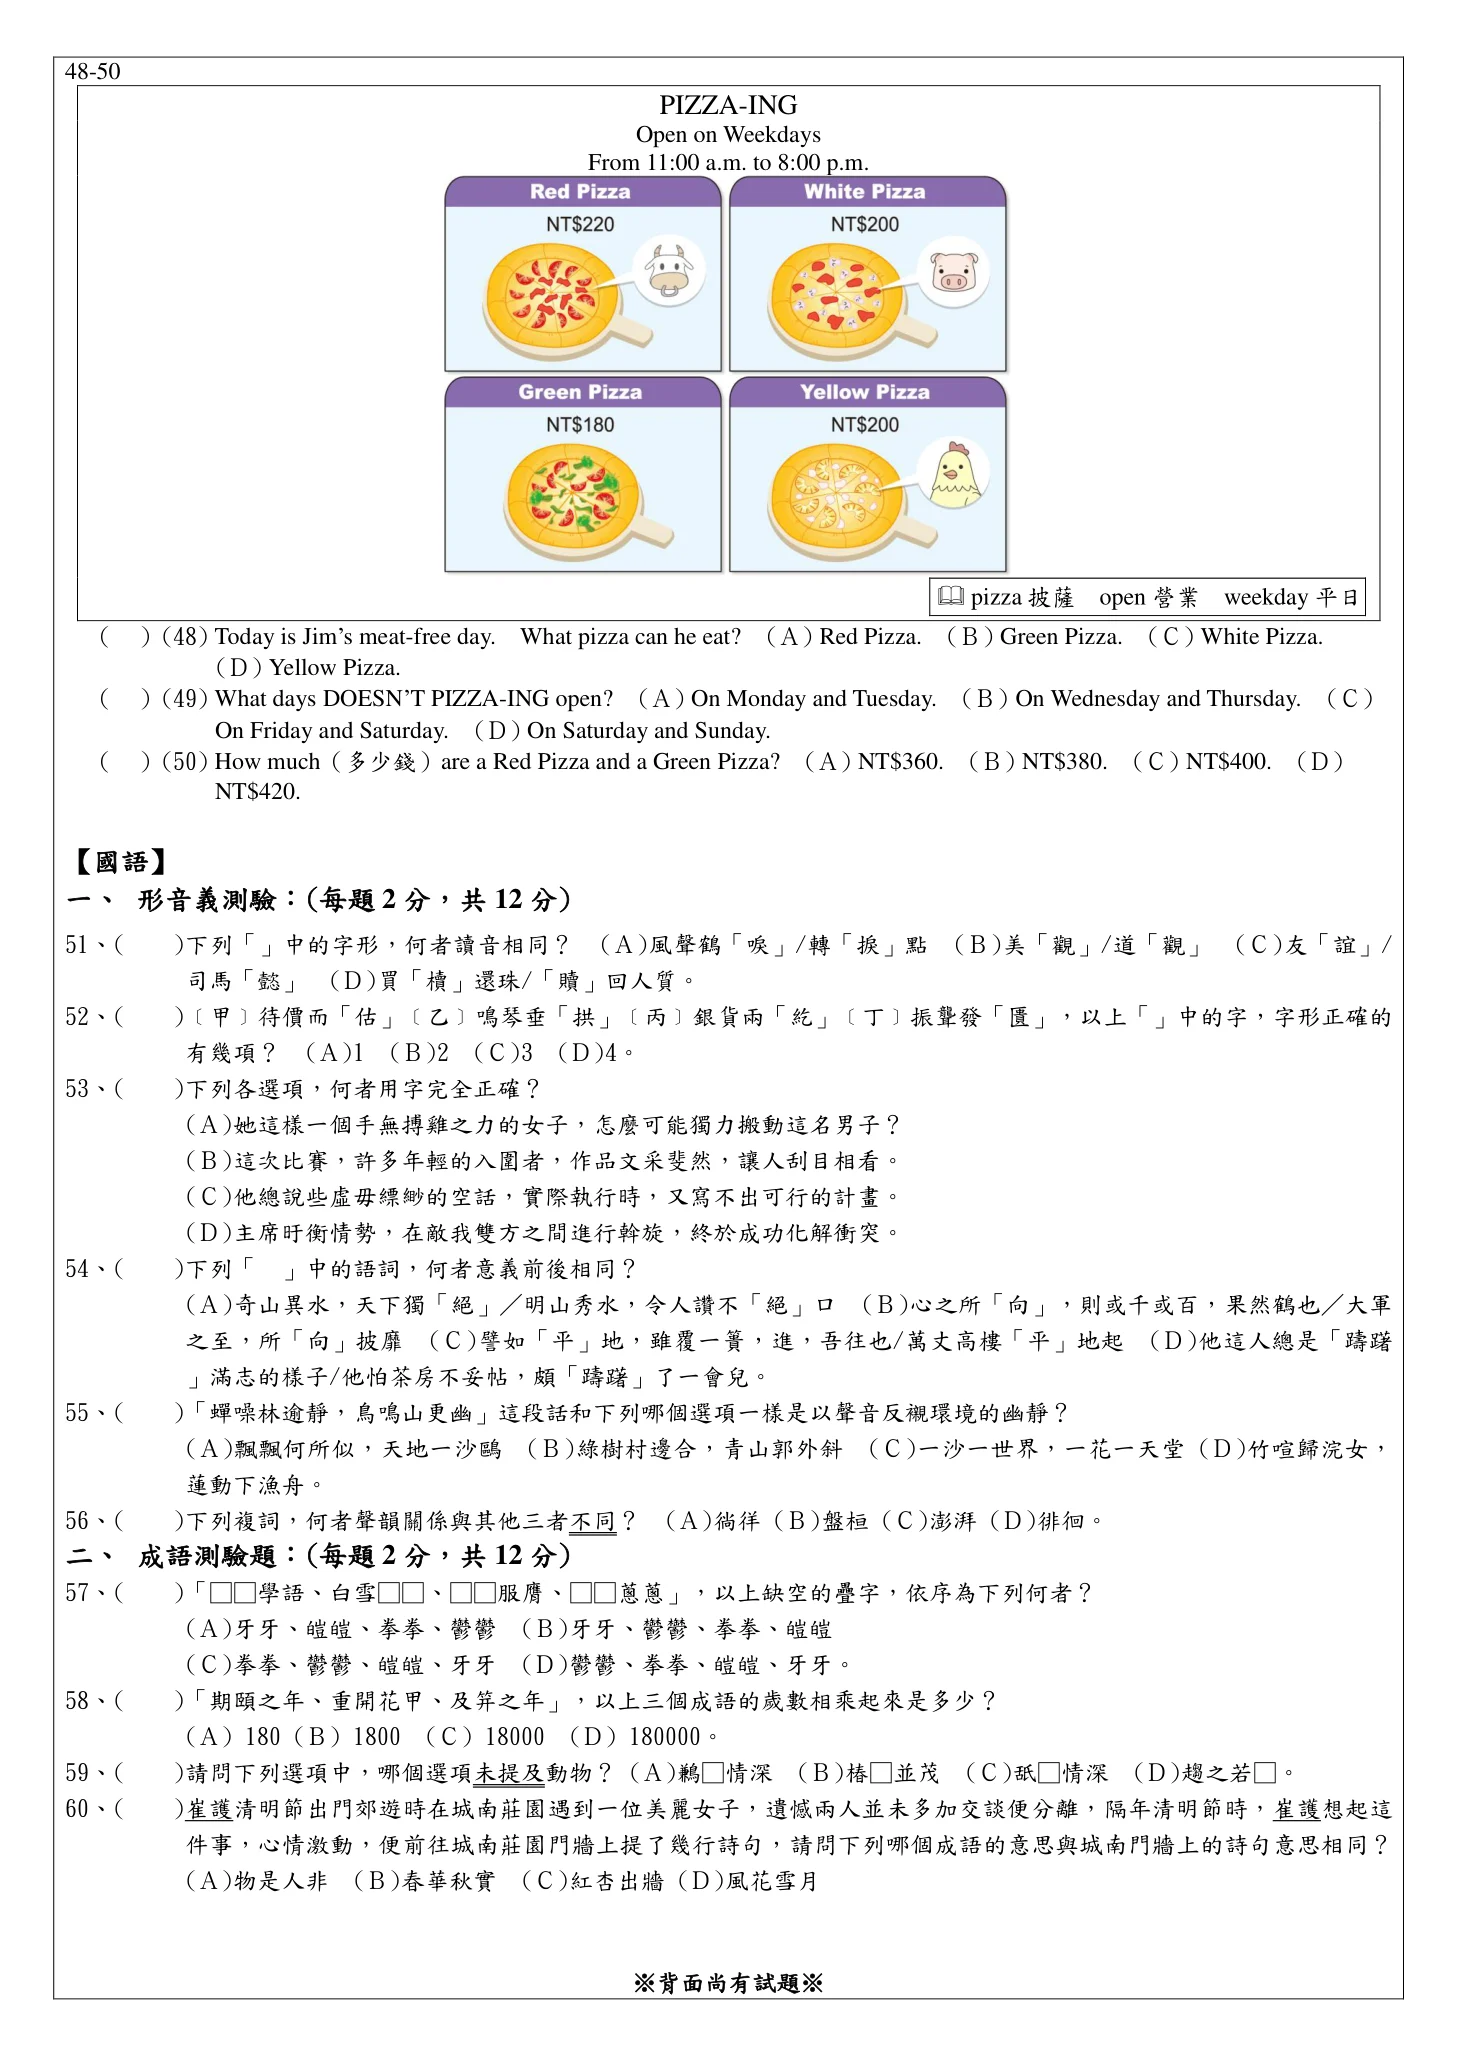 48-50
PIZZA-ING
Open on Weekdays
From 11:00 a.m. to 8:00 p.m.
Red Pizza
NT$220
White Pizza
NT$200
Green Pizza
NT$180
Yellow Pizza
NT$200
pizza 披薩 open 營業 weekday 平日
( )(48) Today is Jim's meat-free day. What pizza can he eat? (A) Red Pizza. (B) Green Pizza. (C) White Pizza.
(D) Yellow Pizza.
( )(49) What days DOESN'T PIZZA-ING open? (A) On Monday and Tuesday. (B) On Wednesday and Thursday. (C)
On Friday and Saturday. (D) On Saturday and Sunday.
( )(50) How much (多少錢) are a Red Pizza and a Green Pizza? (A) NT$360. (B) NT$380. (C) NT$400. (D)
NT$420.
【國語】
一、 形音義測驗：(每題 2 分，共 12 分)
51、( )下列「」中的字形，何者讀音相同？ (A)風聲鶴「唳」/轉「捩」點 (B)美「觀」/道「觀」 (C)友「誼」/
司馬「懿」 (D)買「櫝」還珠/「贖」回人質。
52、( )〔甲〕待價而「估」〔乙〕鳴琴垂「拱」〔丙〕銀貨兩「紇」〔丁〕振聾發「匱」，以上「」中的字，字形正確的
有幾項？ (A)1 (B)2 (C)3 (D)4。
53、( )下列各選項，何者用字完全正確？
(A)她這樣一個手無搏雞之力的女子，怎麼可能獨力搬動這名男子？
(B)這次比賽，許多年輕的入圍者，作品文采斐然，讓人刮目相看。
(C)他總說些虛毋縹緲的空話，實際執行時，又寫不出可行的計畫。
(D)主席盱衡情勢，在敵我雙方之間進行斡旋，終於成功化解衝突。
54、( )下列「 」中的語詞，何者意義前後相同？
(A)奇山異水，天下獨「絕」／明山秀水，令人讚不「絕」口 (B)心之所「向」，則或千或百，果然鶴也／大軍
之至，所「向」披靡 (C)譬如「平」地，雖覆一簣，進，吾往也/萬丈高樓「平」地起 (D)他這人總是「躊躇
」滿志的樣子/他怕茶房不妥帖，頗「躊躇」了一會兒。
55、( )「蟬噪林逾靜，鳥鳴山更幽」這段話和下列哪個選項一樣是以聲音反襯環境的幽靜？
(A)飄飄何所似，天地一沙鷗 (B)綠樹村邊合，青山郭外斜 (C)一沙一世界，一花一天堂 (D)竹喧歸浣女，
蓮動下漁舟。
56、( )下列複詞，何者聲韻關係與其他三者不同？ (A)徜徉 (B)盤桓 (C)澎湃 (D)徘徊。
二、 成語測驗題：(每題 2 分，共 12 分)
57、( )「□□學語、白雪□□、□□服膺、□□蔥蔥」，以上缺空的疊字，依序為下列何者？
(A)牙牙、皚皚、拳拳、鬱鬱 (B)牙牙、鬱鬱、拳拳、皚皚
(C)拳拳、鬱鬱、皚皚、牙牙 (D)鬱鬱、拳拳、皚皚、牙牙。
58、( )「期頤之年、重開花甲、及笄之年」，以上三個成語的歲數相乘起來是多少？
(A) 180 (B) 1800 (C) 18000 (D) 180000。
59、( )請問下列選項中，哪個選項未提及動物？ (A)鶼□情深 (B)椿□並茂 (C)舐□情深 (D)趨之若□。
60、( )崔護清明節出門郊遊時在城南莊園遇到一位美麗女子，遺憾兩人並未多加交談便分離，隔年清明節時，崔護想起這
件事，心情激動，便前往城南莊園門牆上提了幾行詩句，請問下列哪個成語的意思與城南門牆上的詩句意思相同？
(A)物是人非 (B)春華秋實 (C)紅杏出牆 (D)風花雪月
※背面尚有試題※